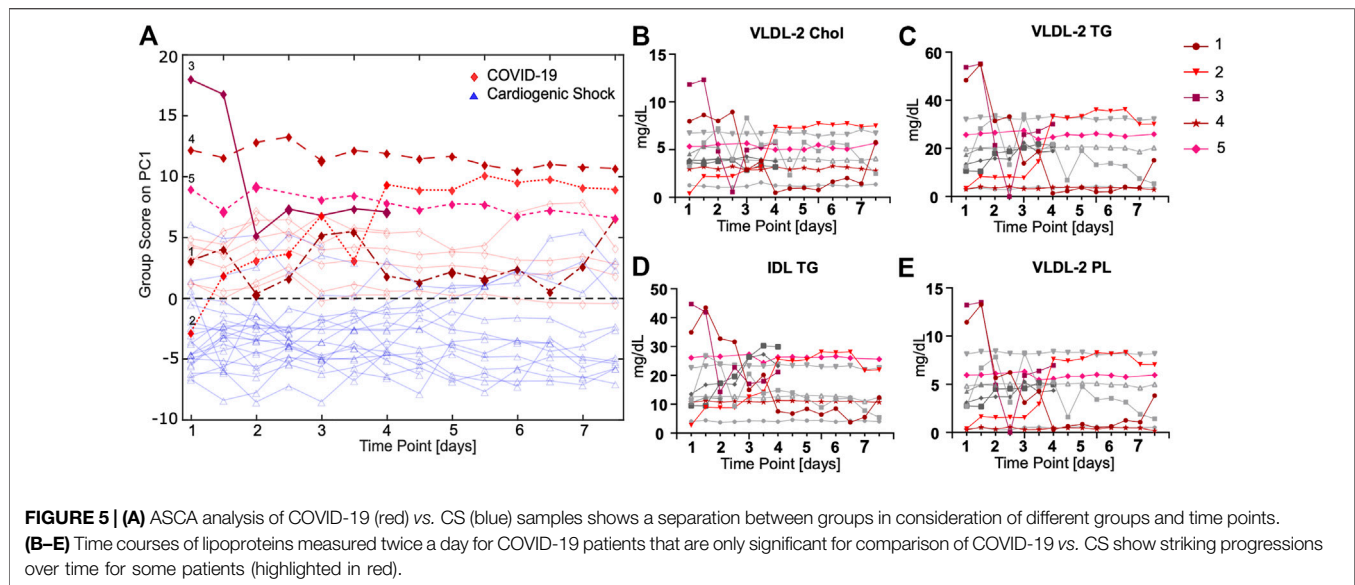 A
20
15
10
5
0
-5
-10
Group Score on PC1
3
4
5
1
2
COVID-19
Cardiogenic Shock
1 2 3 4 5 6 7
Time Point [days]
B
VLDL-2 Chol
15
10
5
0
mg/dL
1 2 3 4 5 6 7
Time Point [days]
C
VLDL-2 TG
60
40
20
0
mg/dL
1 2 3 4 5 6 7
Time Point [days]
1
2
3
4
5
D
IDL TG
50
40
30
20
10
0
mg/dL
1 2 3 4 5 6 7
Time Point [days]
E
VLDL-2 PL
15
10
5
0
mg/dL
1 2 3 4 5 6 7
Time Point [days]
FIGURE 5 | (A) ASCA analysis of COVID-19 (red) vs. CS (blue) samples shows a separation between groups in consideration of different groups and time points.
(B–E) Time courses of lipoproteins measured twice a day for COVID-19 patients that are only significant for comparison of COVID-19 vs. CS show striking progressions
over time for some patients (highlighted in red).